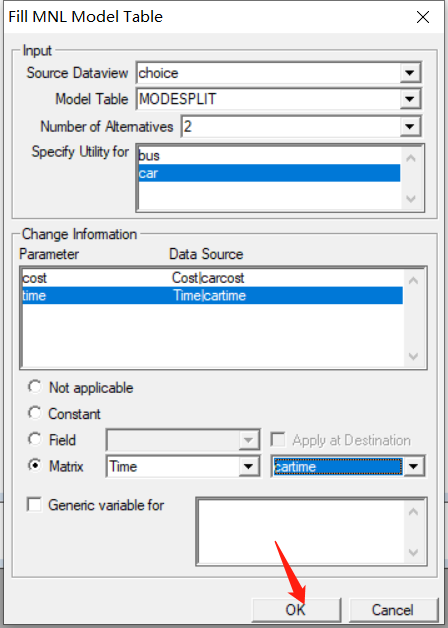 Fill MNL Model Table
Input
Source Dataview choice
Model Table MODESPLIT
Number of Alternatives 2
Specify Utility for bus
car
Change Information
Parameter Data Source
cost Cost|carcost
time Time|cartime
Not applicable
Constant
Field Apply at Destination
Matrix Time cartime
Generic variable for
OK Cancel